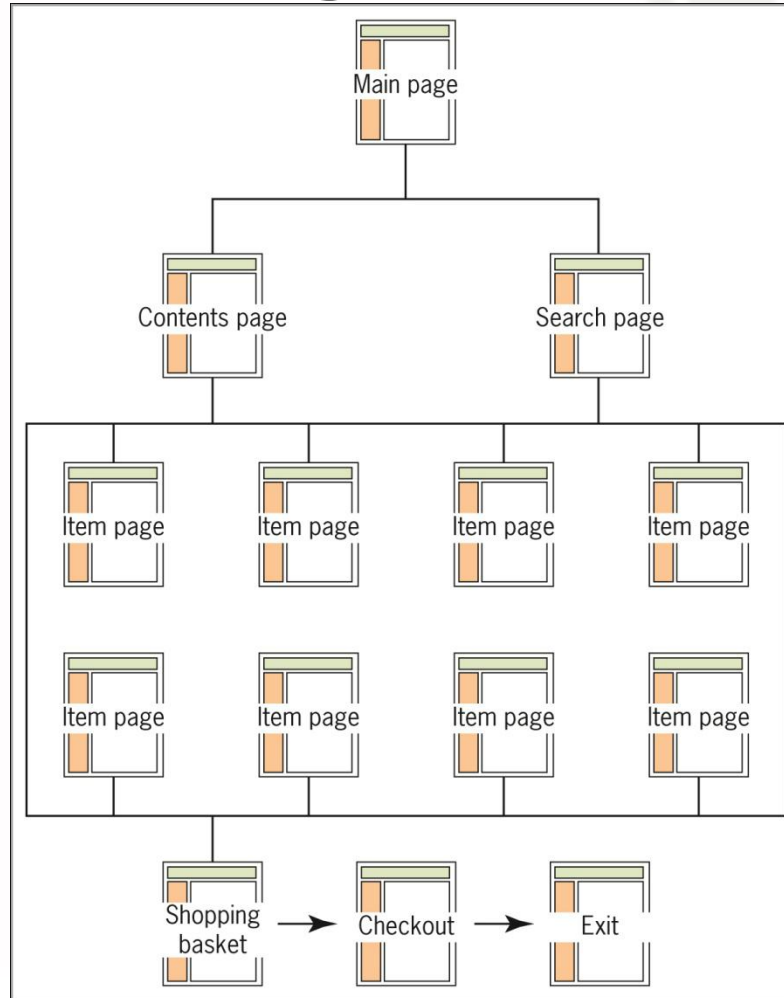 Main page
Contents page
Search page
Item page
Item page
Item page
Item page
Item page
Item page
Item page
Item page
Shopping
basket
Checkout
Exit